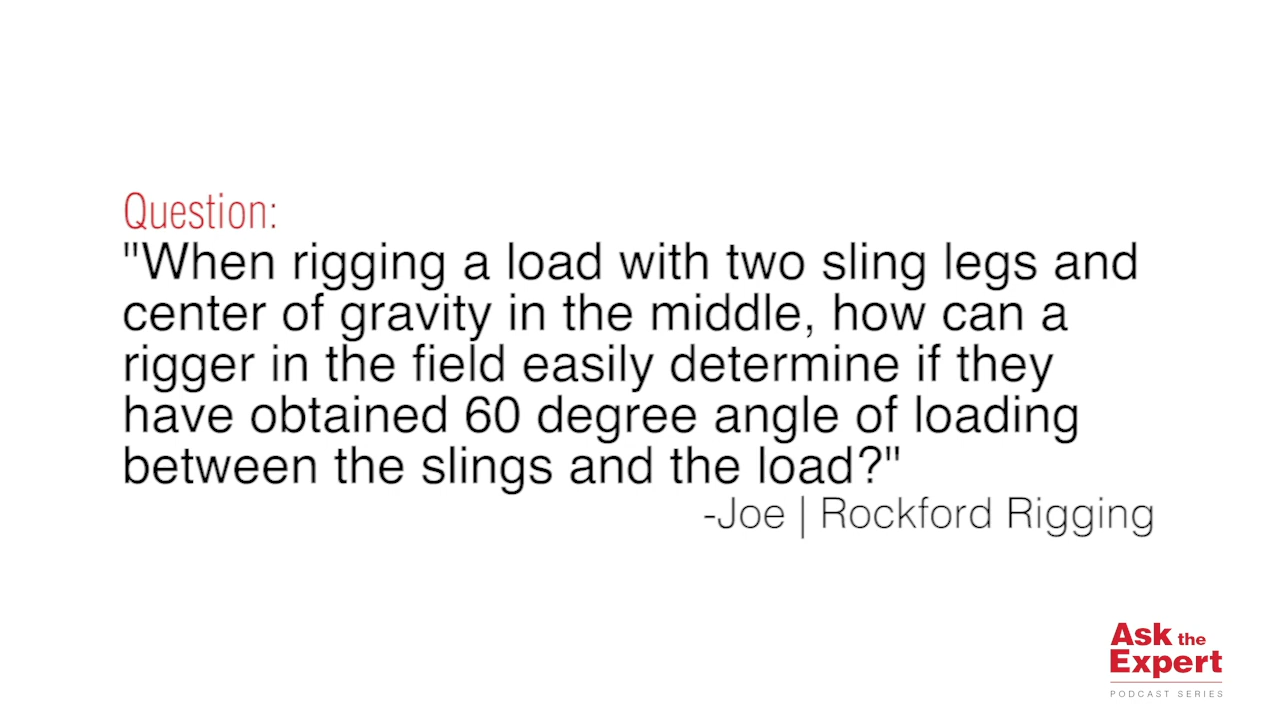 Question:
"When rigging a load with two sling legs and
center of gravity in the middle, how can a
rigger in the field easily determine if they
have obtained 60 degree angle of loading
between the slings and the load?"
-Joe | Rockford Rigging
Ask the
Expert
PODCAST SERIES